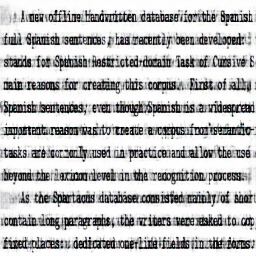 A new offline handwritten database for the Spanish
full Spanish sentences, has recently been developed:
stands for Spanish Restricted-domain Task of Cursive S
main reasons for creating this corpus. First of all,
Spanish sentences, even though Spanish is a widespread
important reason was to create a corpus from semantic-
tasks are commonly used in practice and allow the use
beyond the lexicon level in the recognition process.
As the Spartacus database consisted mainly of short
contain long paragraphs, the writers were asked to cop
fixed places: dedicated one-line fields in the forms.